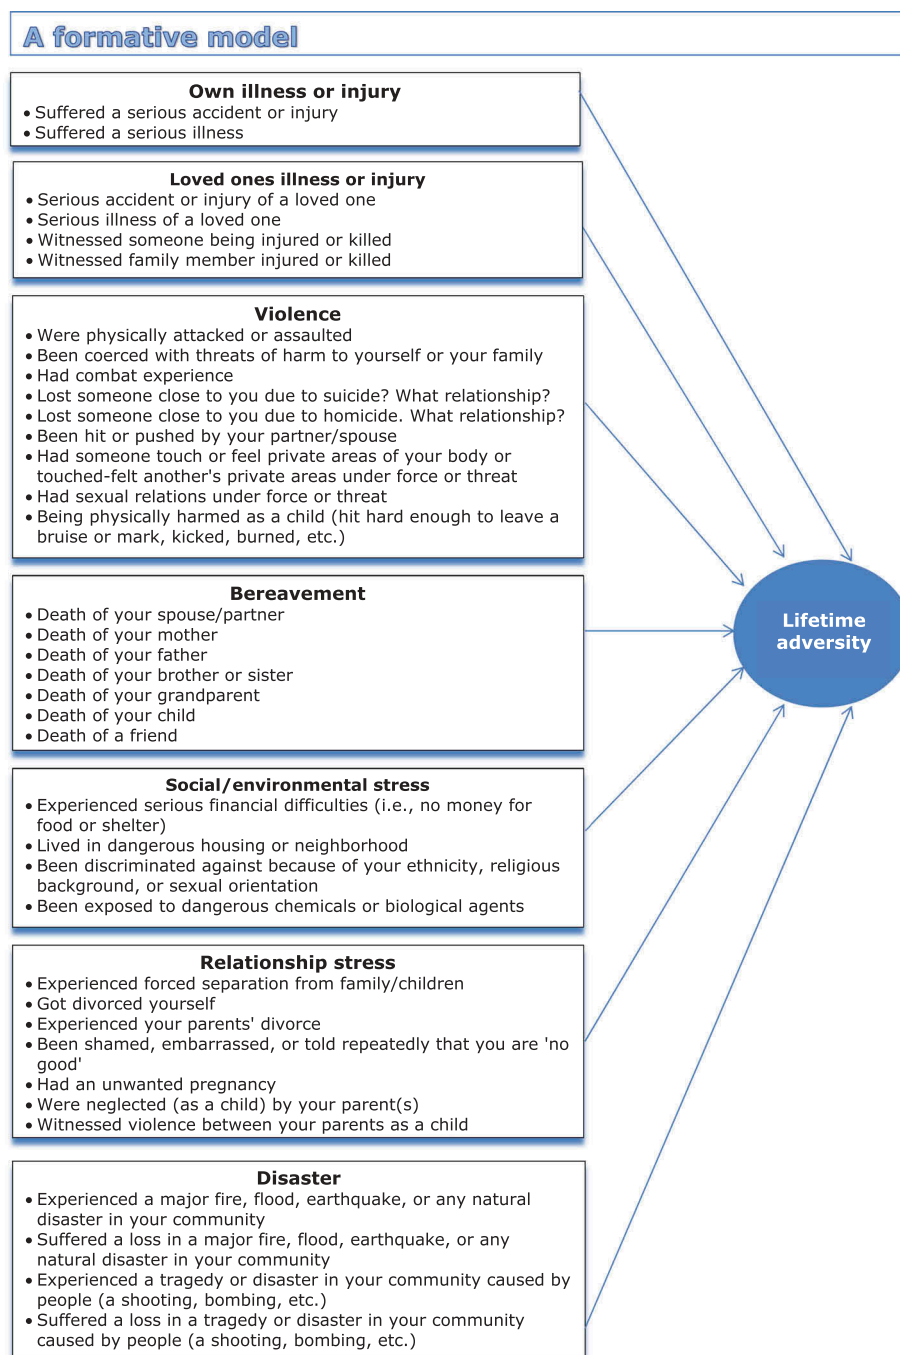 A formative model
Own illness or injury
• Suffered a serious accident or injury
• Suffered a serious illness
Loved ones illness or injury
• Serious accident or injury of a loved one
• Serious illness of a loved one
• Witnessed someone being injured or killed
• Witnessed family member injured or killed
Violence
• Were physically attacked or assaulted
• Been coerced with threats of harm to yourself or your family
• Had combat experience
• Lost someone close to you due to suicide? What relationship?
• Lost someone close to you due to homicide. What relationship?
• Been hit or pushed by your partner/spouse
• Had someone touch or feel private areas of your body or
touched-felt another's private areas under force or threat
• Had sexual relations under force or threat
• Being physically harmed as a child (hit hard enough to leave a
bruise or mark, kicked, burned, etc.)
Bereavement
• Death of your spouse/partner
• Death of your mother
• Death of your father
• Death of your brother or sister
• Death of your grandparent
• Death of your child
• Death of a friend
Lifetime
adversity
Social/environmental stress
• Experienced serious financial difficulties (i.e., no money for
food or shelter)
• Lived in dangerous housing or neighborhood
• Been discriminated against because of your ethnicity, religious
background, or sexual orientation
• Been exposed to dangerous chemicals or biological agents
Relationship stress
• Experienced forced separation from family/children
• Got divorced yourself
• Experienced your parents' divorce
• Been shamed, embarrassed, or told repeatedly that you are 'no
good'
• Had an unwanted pregnancy
• Were neglected (as a child) by your parent(s)
• Witnessed violence between your parents as a child
Disaster
• Experienced a major fire, flood, earthquake, or any natural
disaster in your community
• Suffered a loss in a major fire, flood, earthquake, or any
natural disaster in your community
• Experienced a tragedy or disaster in your community caused by
people (a shooting, bombing, etc.)
• Suffered a loss in a tragedy or disaster in your community
caused by people (a shooting, bombing, etc.)